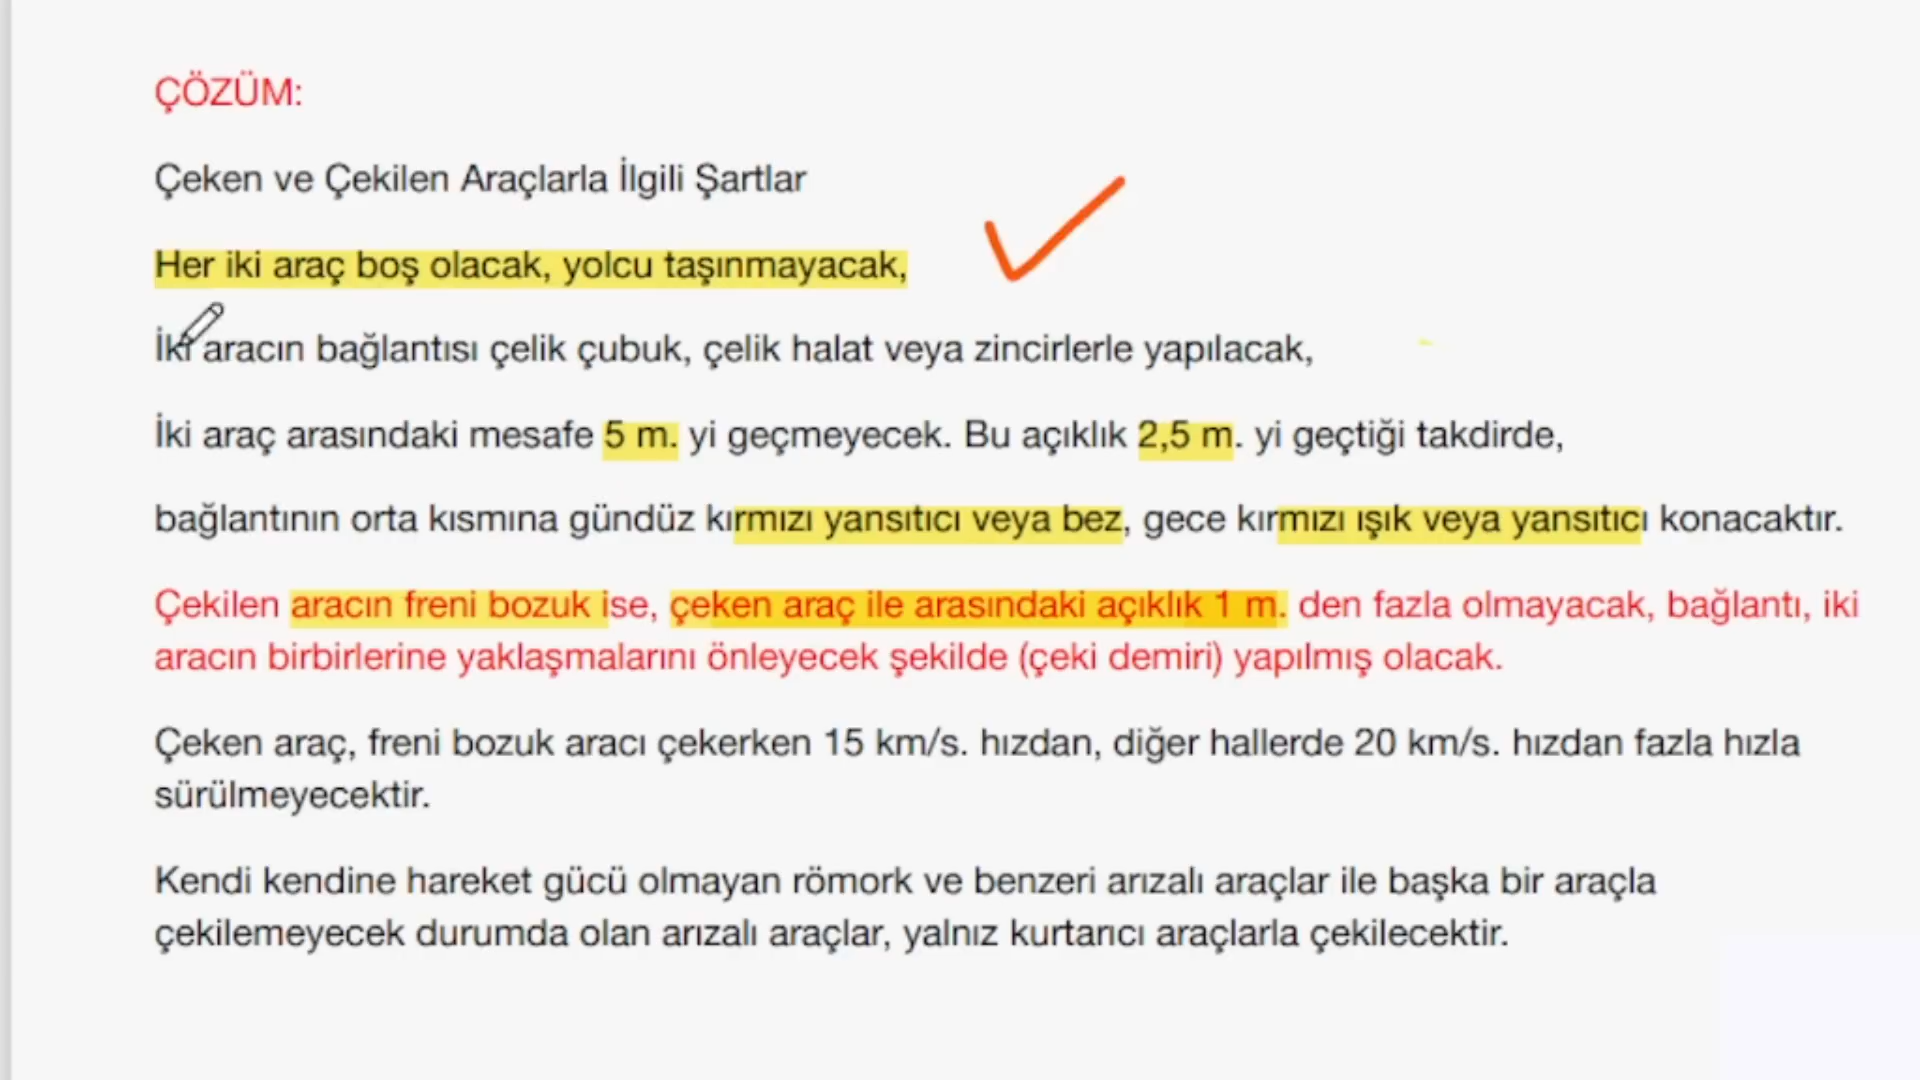 ÇÖZÜM:
Çeken ve Çekilen Araçlarla İlgili Şartlar
Her iki araç boş olacak, yolcu taşınmayacak,
İki aracın bağlantısı çelik çubuk, çelik halat veya zincirlerle yapılacak,
İki araç arasındaki mesafe 5 m. yi geçmeyecek. Bu açıklık 2,5 m. yi geçtiği takdirde,
bağlantının orta kısmına gündüz kırmızı yansıtıcı veya bez, gece kırmızı ışık veya yansıtıcı konacaktır.
Çekilen aracın freni bozuk ise, çeken araç ile arasındaki açıklık 1 m. den fazla olmayacak, bağlantı, iki
aracın birbirlerine yaklaşmalarını önleyecek şekilde (çeki demiri) yapılmış olacak.
Çeken araç, freni bozuk aracı çekerken 15 km/s. hızdan, diğer hallerde 20 km/s. hızdan fazla hızla
sürülmeyecektir.
Kendi kendine hareket gücü olmayan römork ve benzeri arızalı araçlar ile başka bir araçla
çekilemeyecek durumda olan arızalı araçlar, yalnız kurtarıcı araçlarla çekilecektir.